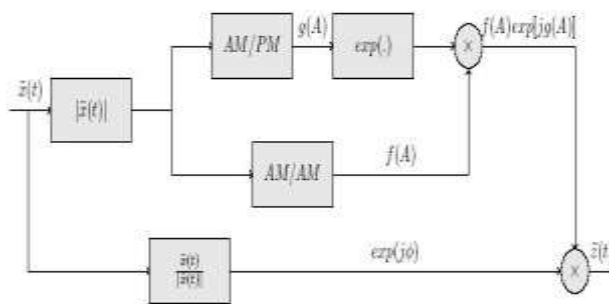 g(A)
f(A)exp[jg(A)]
AM/PM
exp(.)
×
x̃(t)
|x̃(t)|
AM/AM
f(A)
x̃(t)
|x̃(t)|
exp(jϕ)
×
z̃(t)